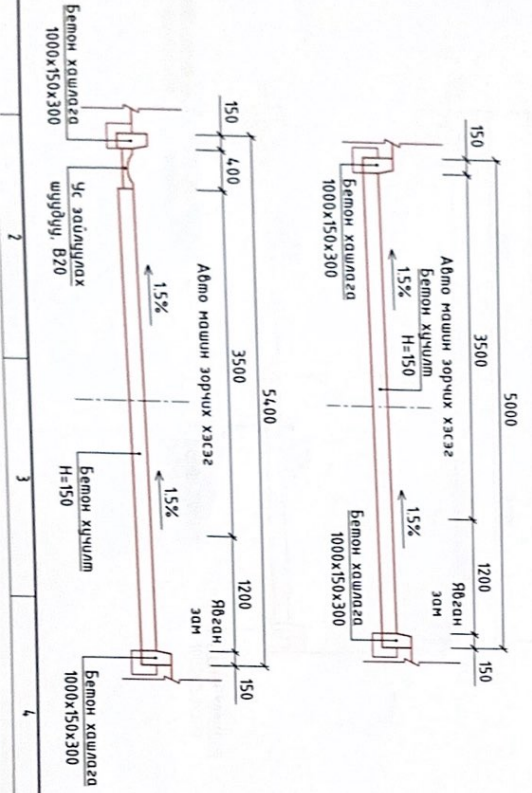 5000
150
3500
1200
150
Авто машин зорчих хэсэг
Явган
зам
Бетон хучилт
H=150
1.5%
1.5%
Бетон хашлага
1000x150x300
Бетон хашлага
1000x150x300
5400
150
400
3500
1200
150
Авто машин зорчих хэсэг
Явган
зам
1.5%
1.5%
Бетон хашлага
1000x150x300
Ус зайлуулах
шуудуу, B20
Бетон хучилт
H=150
Бетон хашлага
1000x150x300
2
3
4